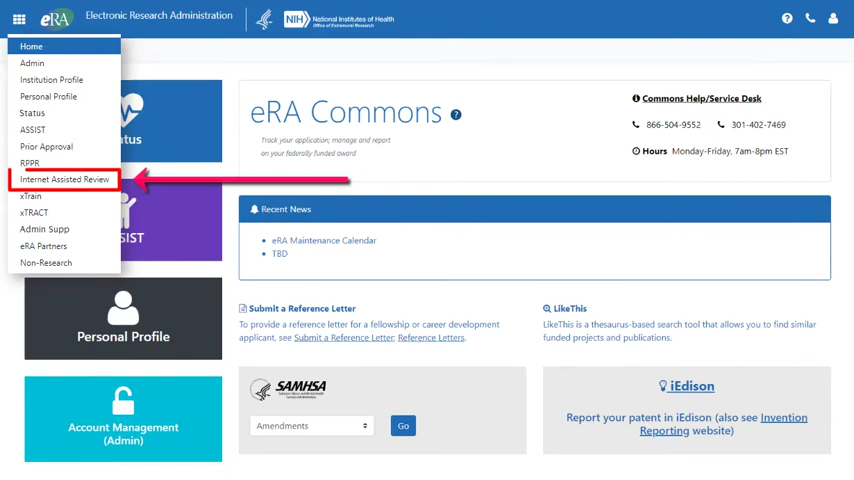 eRA
Electronic Research Administration
NIH
National Institutes of Health
Office of Extramural Research
Home
Admin
Institution Profile
Personal Profile
Status
ASSIST
Prior Approval
RPPR
Internet Assisted Review
xTrain
xTRACT
Admin Supp
eRA Partners
Non-Research
atus
SIST
Personal Profile
Account Management
(Admin)
eRA Commons
Track your application; manage and report
on your federally funded award
Commons Help/Service Desk
866-504-9552 301-402-7469
Hours Monday-Friday, 7am-8pm EST
Recent News
eRA Maintenance Calendar
TBD
Submit a Reference Letter
To provide a reference letter for a fellowship or career development
applicant, see Submit a Reference Letter; Reference Letters.
LikeThis
LikeThis is a thesaurus-based search tool that allows you to find similar
funded projects and publications.
SAMHSA
Amendments
Go
iEdison
Report your patent in iEdison (also see Invention
Reporting website)